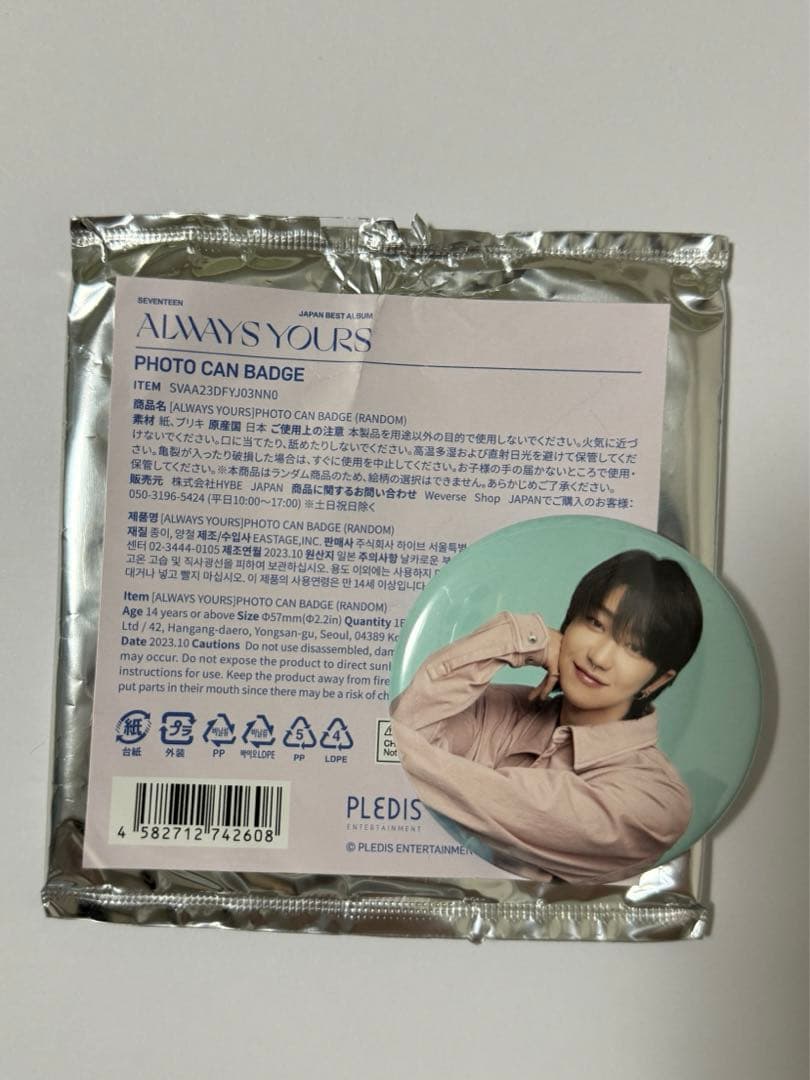 SEVENTEEN
JAPAN BEST ALBUM
ALWAYS YOURS
PHOTO CAN BADGE
ITEM SVAA23DFYJ03NN0
商品名 [ALWAYS YOURS]PHOTO CAN BADGE (RANDOM)
素材 紙、ブリキ 原産国 日本 ご使用上の注意 本製品を用途以外の目的で使用しないでください。火気に近づ
けないでください。口に当てたり、舐めたりしないでください。高温多湿および直射日光を避けて保管してくだ
さい。亀裂が入ったり破損した場合は、すぐに使用を中止してください。お子様の手の届かないところで使用・
保管してください。※本商品はランダム商品のため、絵柄の選択はできません。あらかじめご了承ください。
販売元 株式会社HYBE JAPAN 商品に関するお問い合わせ Weverse Shop JAPANでご購入のお客様:
050-3196-5424 (平日10:00～17:00) ※土日祝日除く
제품명 [ALWAYS YOURS]PHOTO CAN BADGE (RANDOM)
재질 종이, 양철 제조/수입사 EASTAGE,INC. 판매사 주식회사 하이브 서울특별
센터 02-3444-0105 제조연월 2023.10 원산지 일본 주의사항 날카로운
고온 고습 및 직사광선을 피하여 보관하십시오. 용도 이외에는 사용하지
대거나 넣고 빨지 마십시오. 이 제품의 사용연령은 만 14세 이상입니다
Item [ALWAYS YOURS]PHOTO CAN BADGE (RANDOM)
Age 14 years or above Size Φ57mm(Φ2.2in) Quantity
Ltd / 42, Hangang-daero, Yongsan-gu, Seoul, 04389
Date 2023.10 Cautions Do not use disassembled,
may occur. Do not expose the product to direct
instructions for use. Keep the product away from fire
put parts in their mouth since there may be a risk of
紙 プラ 비닐류 비닐류 5 4
台紙 外装 PP 바이오LDPE PP LDPE
4 582712 742608
PLEDIS
ENTERTAINMENT
© PLEDIS